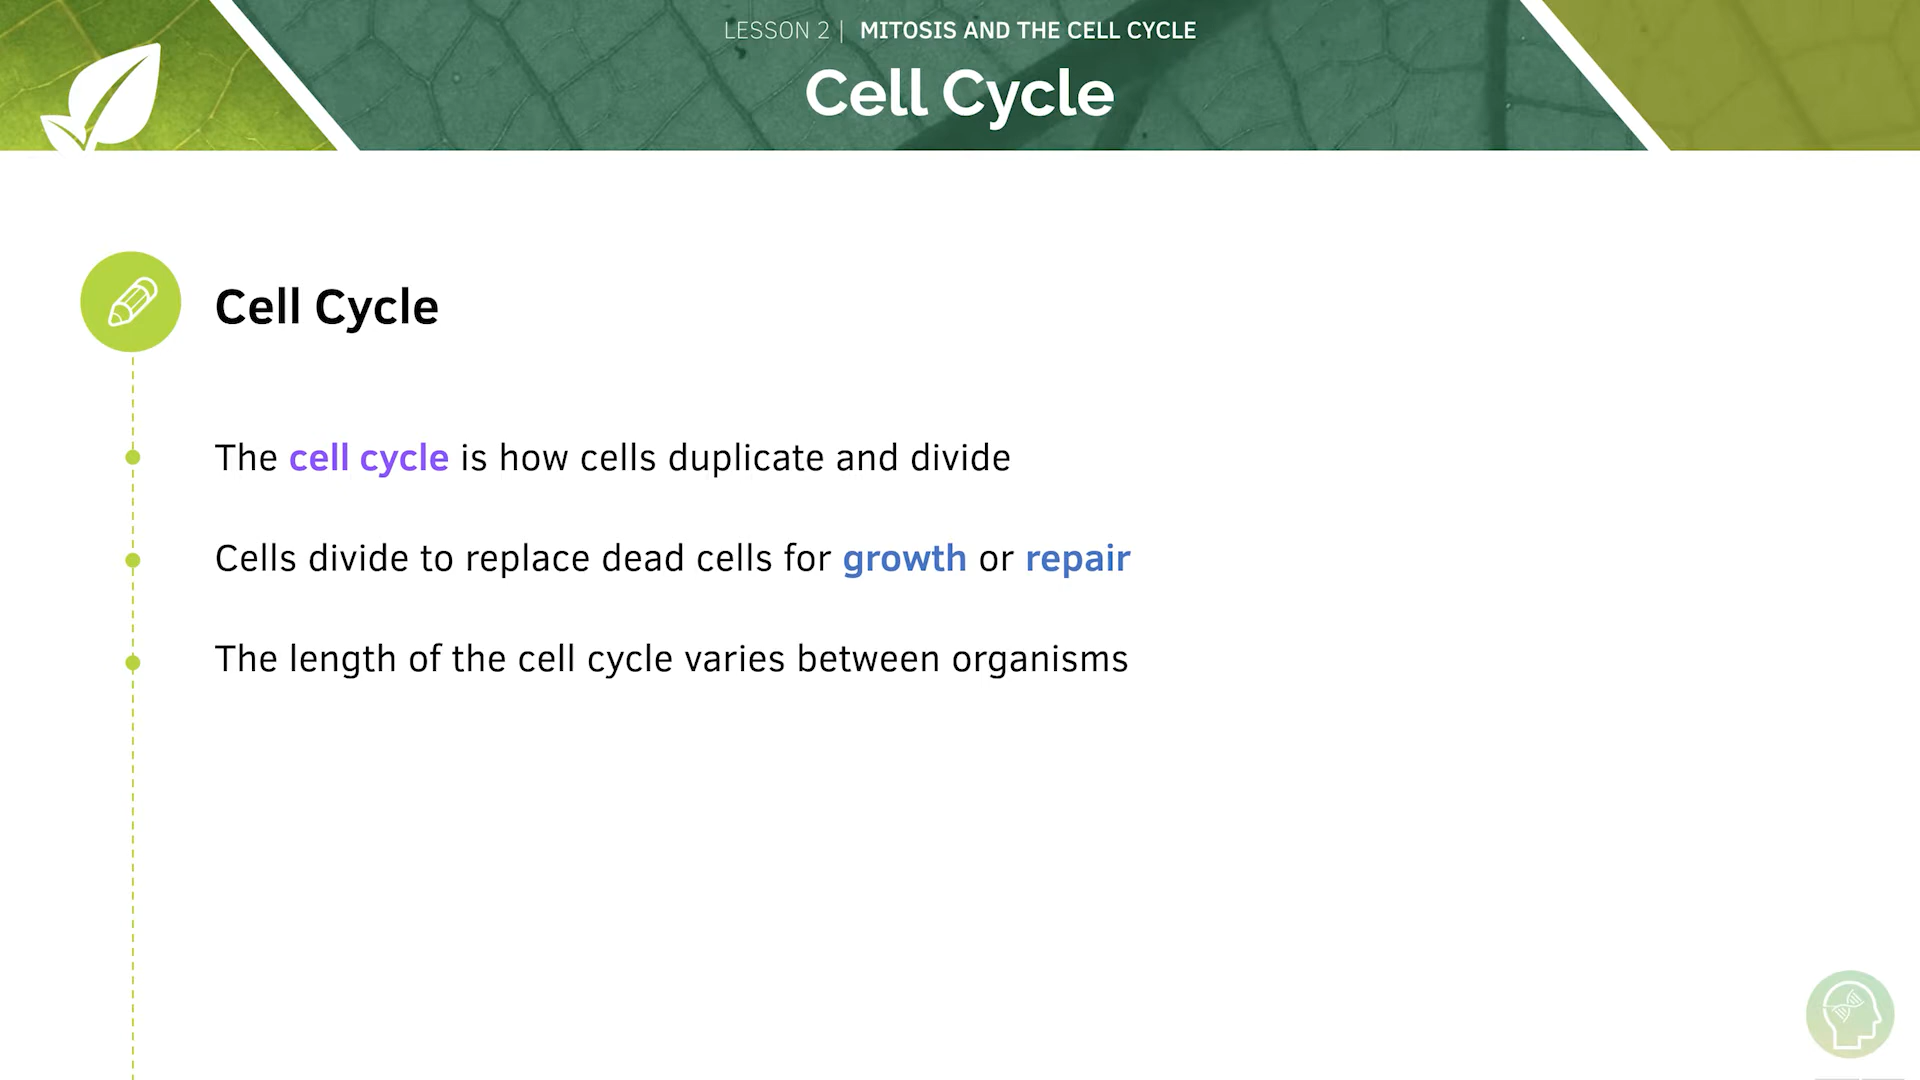 LESSON 2 | MITOSIS AND THE CELL CYCLE
Cell Cycle
Cell Cycle
The cell cycle is how cells duplicate and divide
Cells divide to replace dead cells for growth or repair
The length of the cell cycle varies between organisms